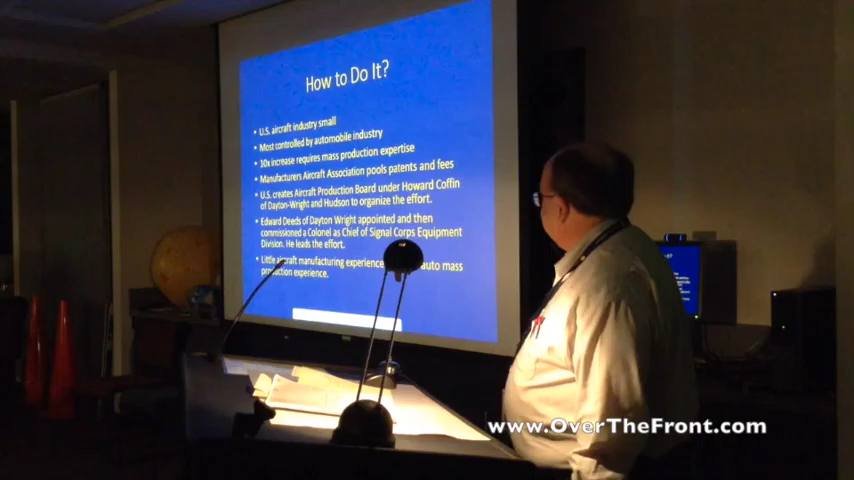 How to Do It?
• U.S. aircraft industry small
• Most controlled by automobile industry
• 10x increase requires mass production expertise
• Manufacturers Aircraft Association pools patents and fees
• U.S. creates Aircraft Production Board under Howard Coffin
of Dayton-Wright and Hudson to organize the effort.
• Edward Deeds of Dayton Wright appointed and then
commissioned a Colonel as Chief of Signal Corps Equipment
Division. He leads the effort.
• Little aircraft manufacturing experience auto mass
production experience.
www.OverTheFront.com